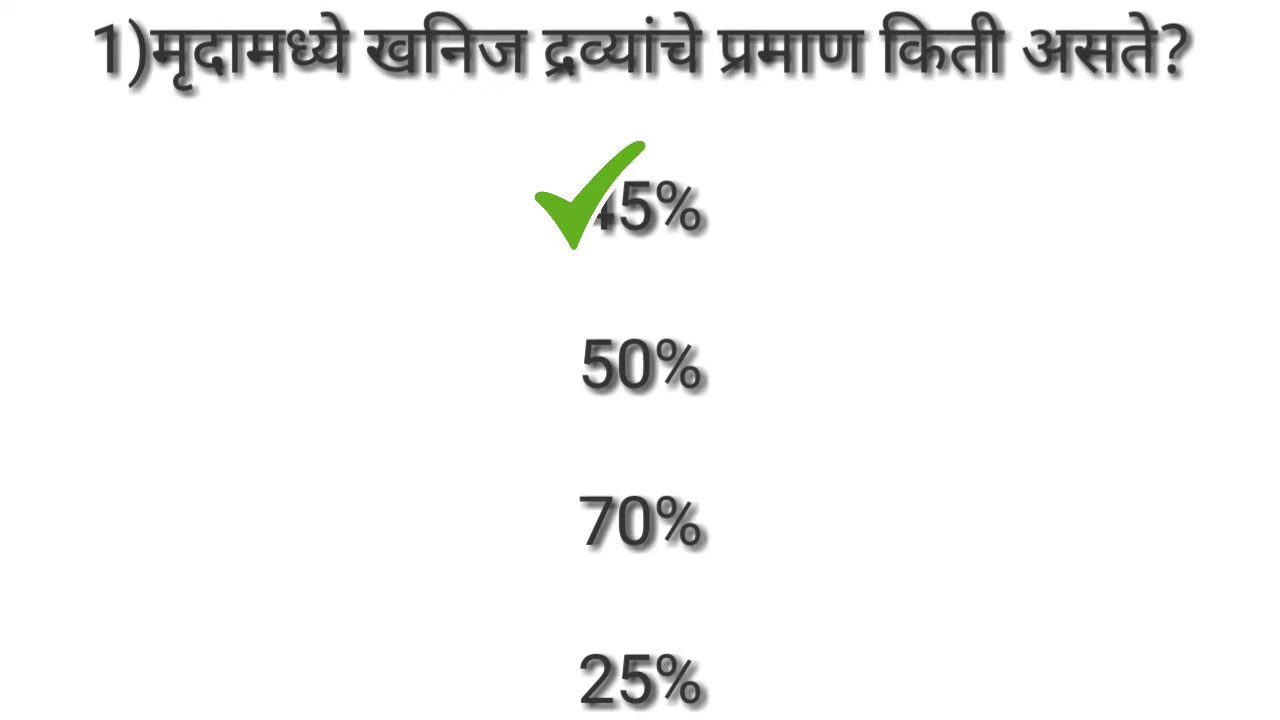 1)मृदामध्ये खनिज द्रव्यांचे प्रमाण किती असते?
45%
50%
70%
25%